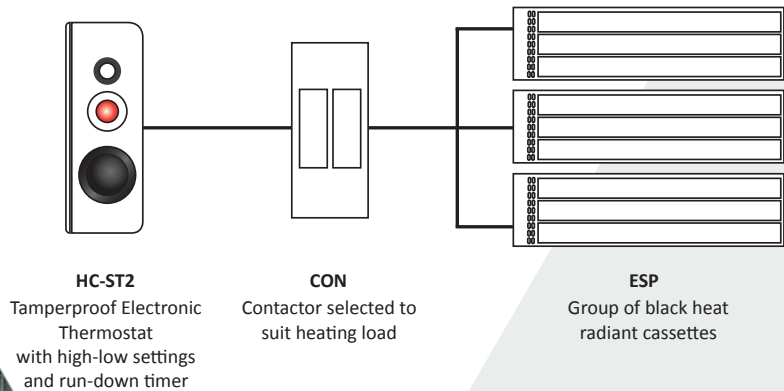 HC-ST2
Tamperproof Electronic
Thermostat
with high-low settings
and run-down timer
CON
Contactor selected to
suit heating load
ESP
Group of black heat
radiant cassettes